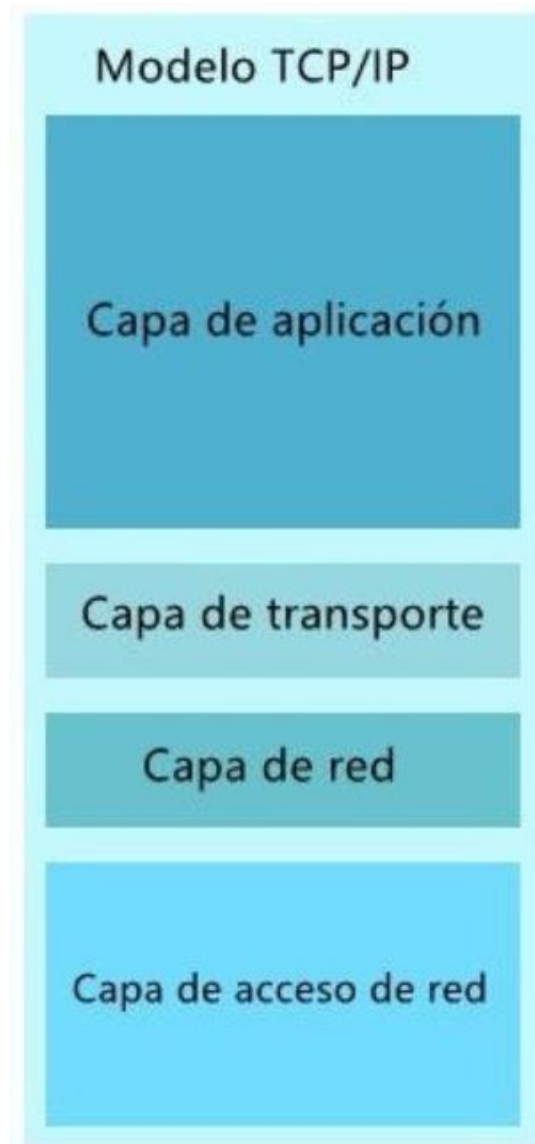 Modelo TCP/IP
Capa de aplicación
Capa de transporte
Capa de red
Capa de acceso de red